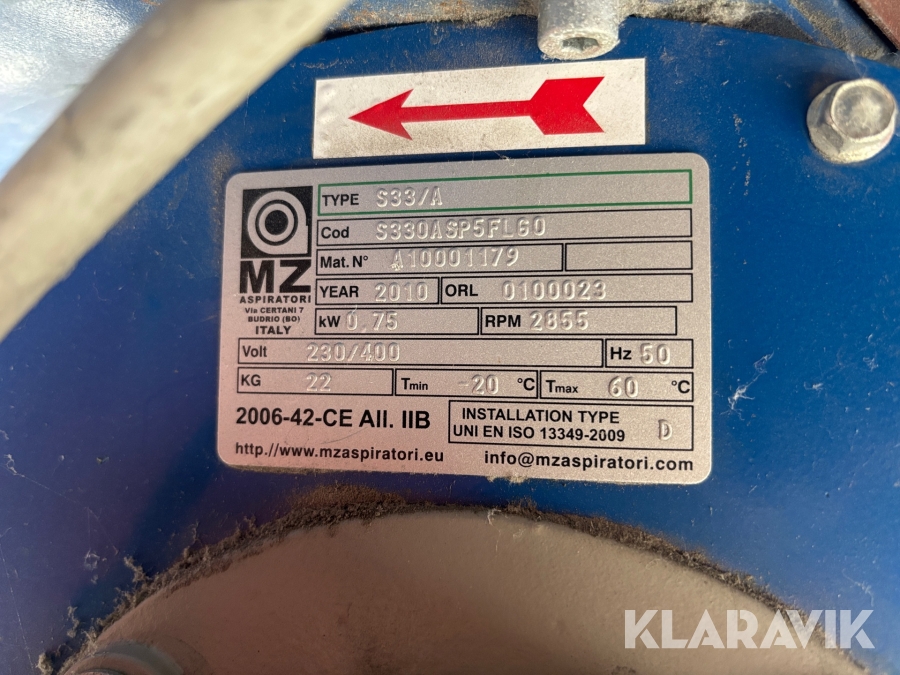 TYPE S33/A
Cod S330ASP5FLG0
Mat. N° A10001179
YEAR 2010 ORL 0100023
kW 0,75 RPM 2855
MZ
ASPIRATORI
Via CERTANI 7
BUDRIO (BO)
ITALY
Volt 230/400 Hz 50
KG 22 Tmin -20 °C Tmax 60 °C
2006-42-CE All. IIB
INSTALLATION TYPE
UNI EN ISO 13349-2009 D
http://www.mzaspiratori.eu info@mzaspiratori.com
KLARAVIK